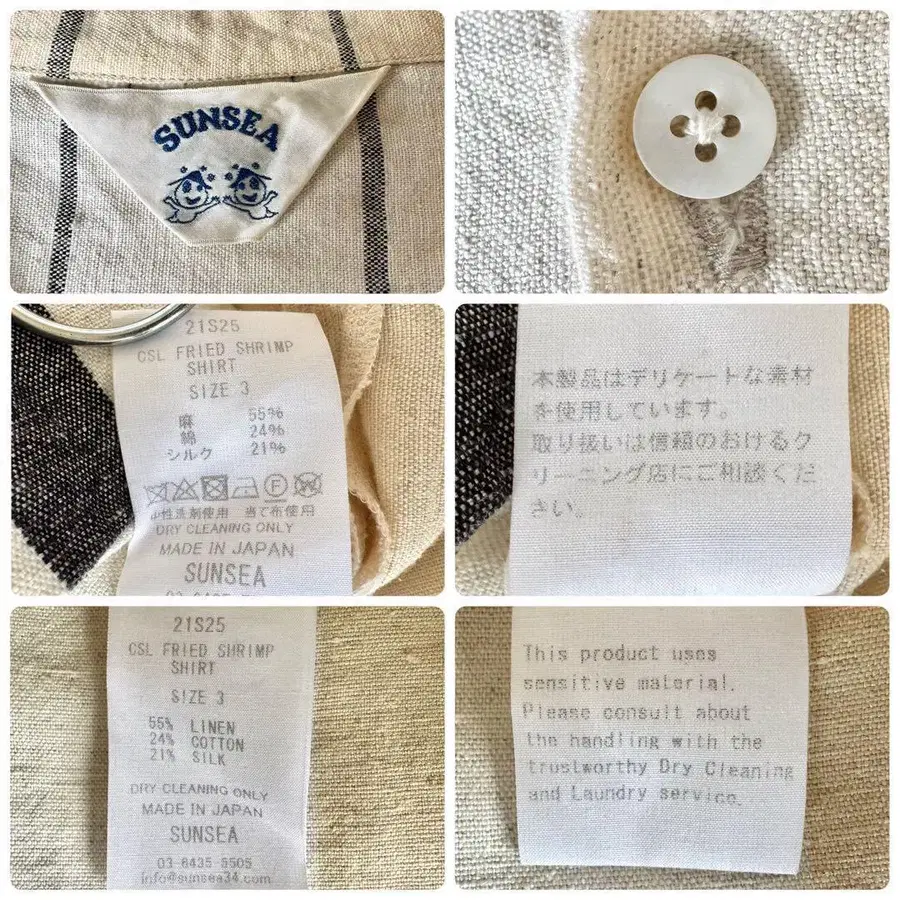 SUNSEA
21S25
CSL FRIED SHRIMP
SHIRT
SIZE 3
麻 55%
綿 24%
シルク 21%
中性洗剤使用 当て布使用
DRY CLEANING ONLY
MADE IN JAPAN
SUNSEA
本製品はデリケートな素材
を使用しています。
取り扱いは信頼のおけるク
リーニング店にご相談くだ
さい。
21S25
CSL FRIED SHRIMP
SHIRT
SIZE 3
55% LINEN
24% COTTON
21% SILK
DRY CLEANING ONLY
MADE IN JAPAN
SUNSEA
03 6435 5505
info@sunsea34.com
This product uses
sensitive material.
Please consult about
the handling with the
trustworthy Dry Cleaning
and Laundry service.